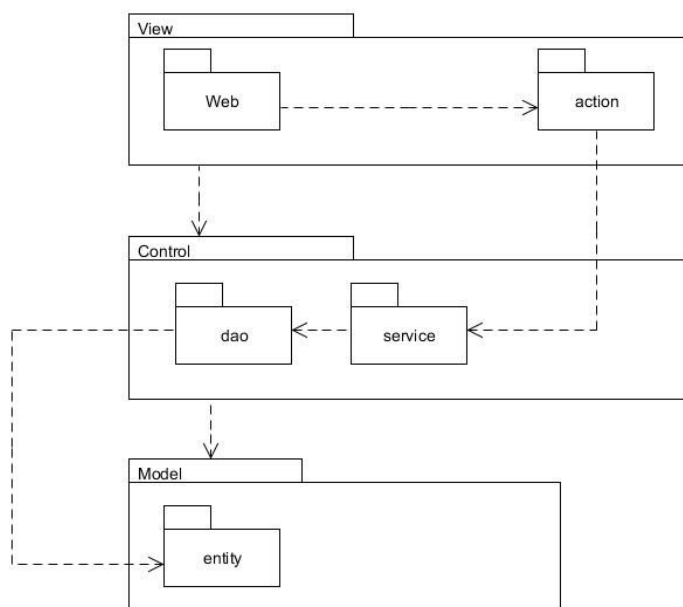 View
Web
action
Control
dao
service
Model
entity